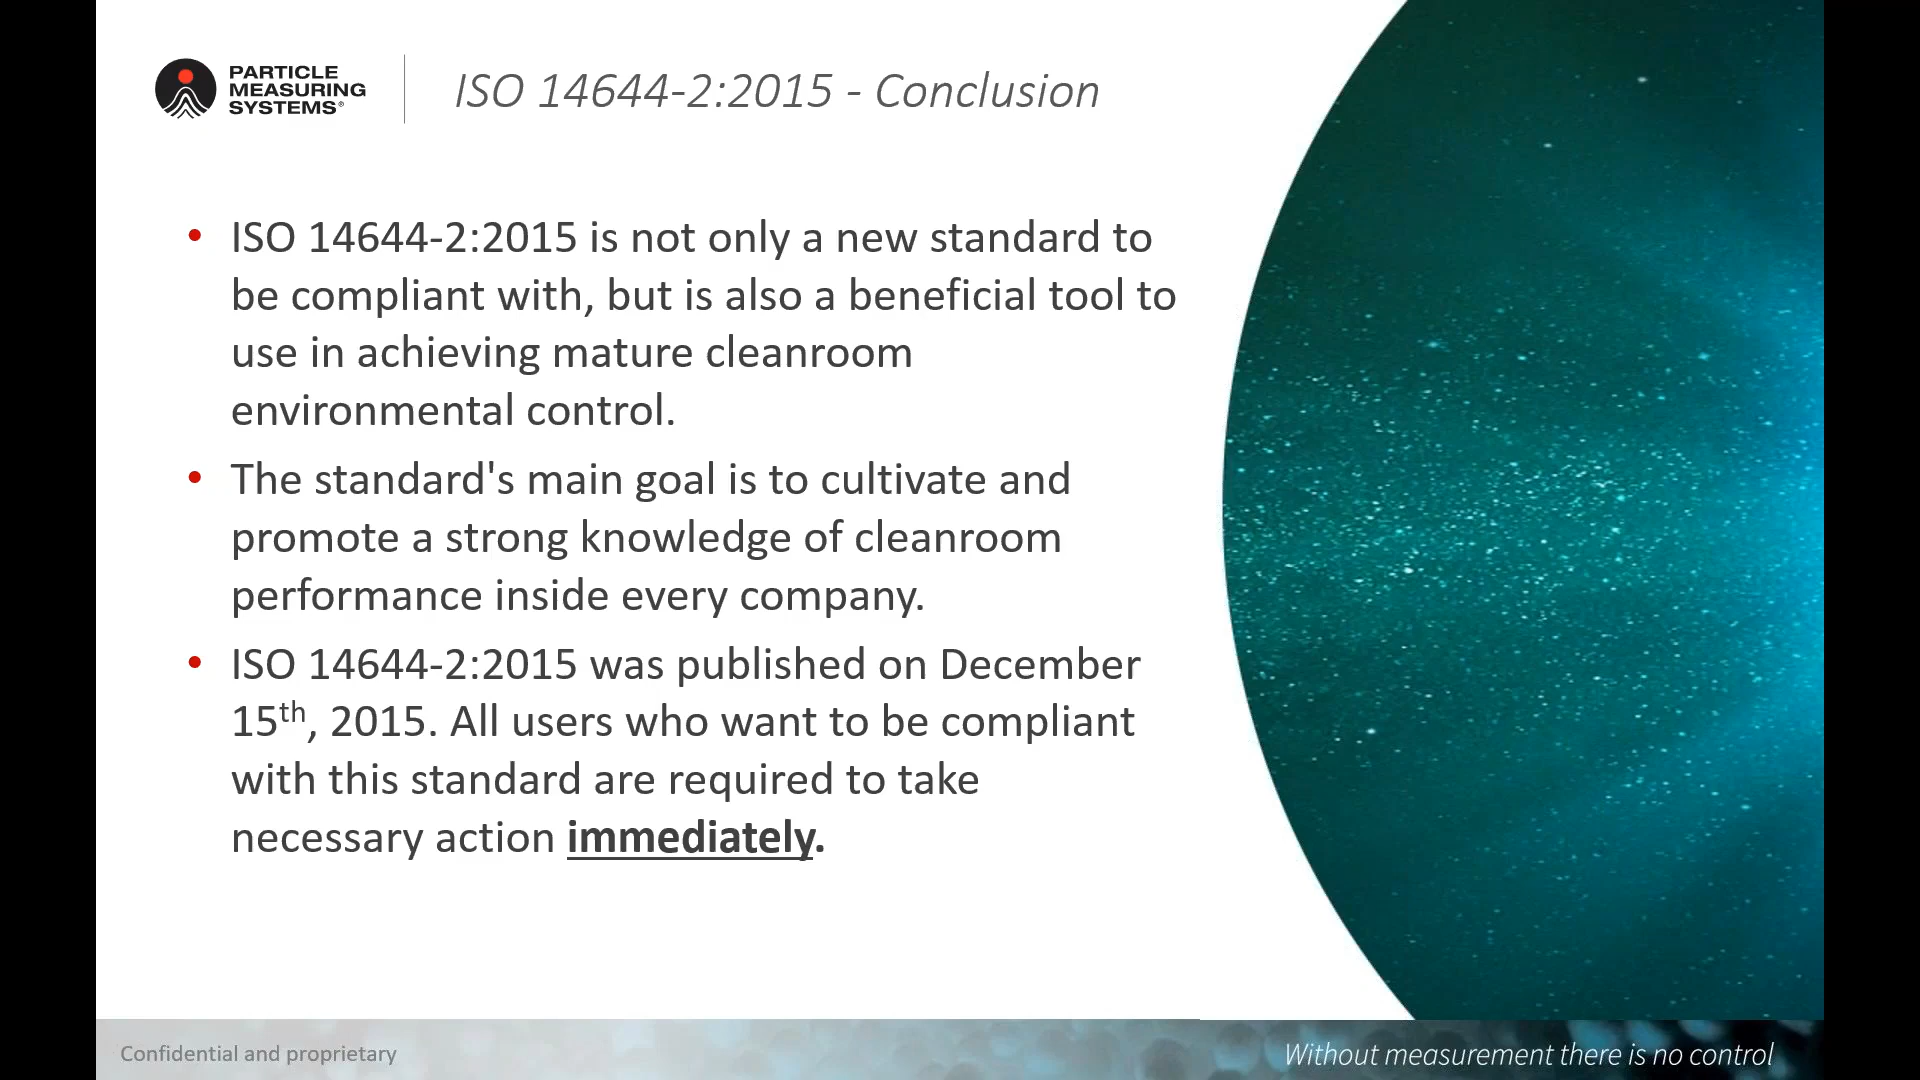 PARTICLE
MEASURING
SYSTEMS®
ISO 14644-2:2015 - Conclusion
• ISO 14644-2:2015 is not only a new standard to
be compliant with, but is also a beneficial tool to
use in achieving mature cleanroom
environmental control.
• The standard's main goal is to cultivate and
promote a strong knowledge of cleanroom
performance inside every company.
• ISO 14644-2:2015 was published on December
15th, 2015. All users who want to be compliant
with this standard are required to take
necessary action immediately.
Confidential and proprietary
Without measurement there is no control